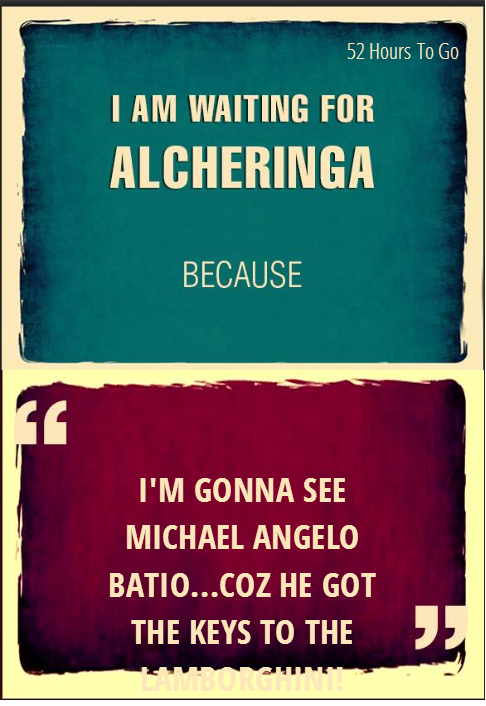 52 Hours To Go
I AM WAITING FOR
ALCHERINGA
BECAUSE
“
I'M GONNA SEE
MICHAEL ANGELO
BATIO...COZ HE GOT
THE KEYS TO THE
”
LAMBORGHINI!